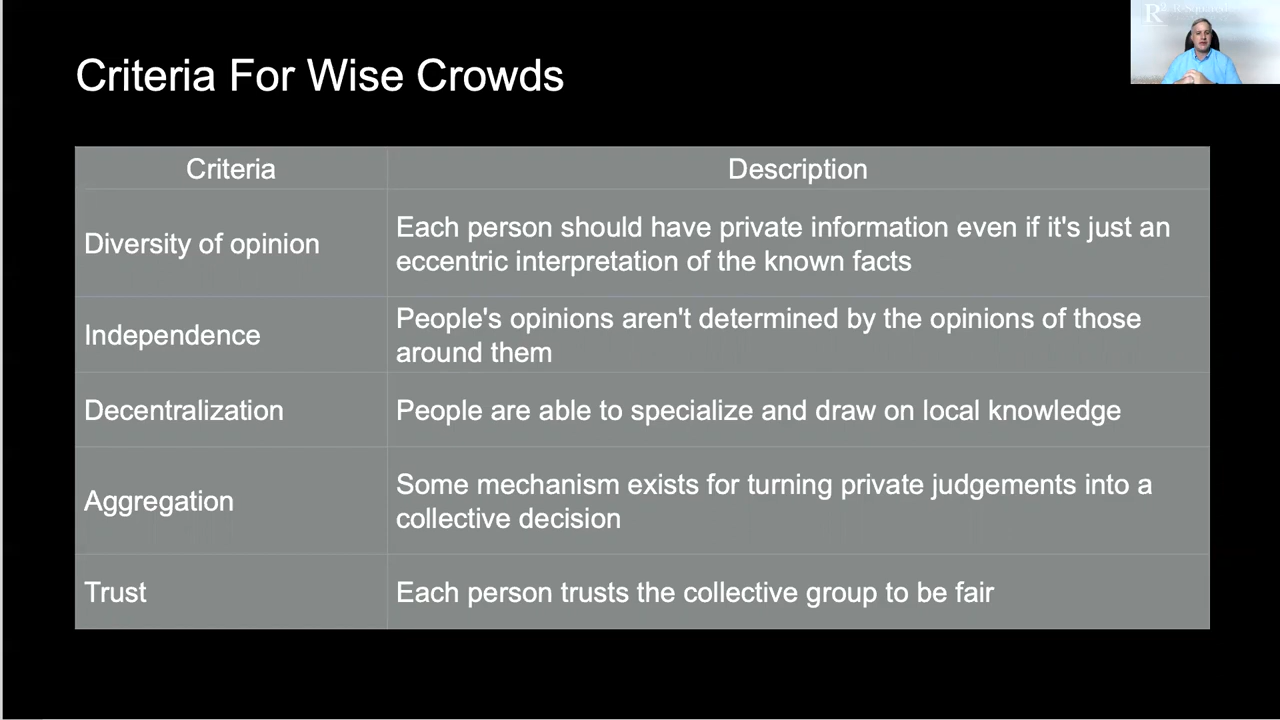 R² R-Squared
Criteria For Wise Crowds
Criteria
Description
Diversity of opinion
Each person should have private information even if it's just an
eccentric interpretation of the known facts
Independence
People's opinions aren't determined by the opinions of those
around them
Decentralization
People are able to specialize and draw on local knowledge
Aggregation
Some mechanism exists for turning private judgements into a
collective decision
Trust
Each person trusts the collective group to be fair